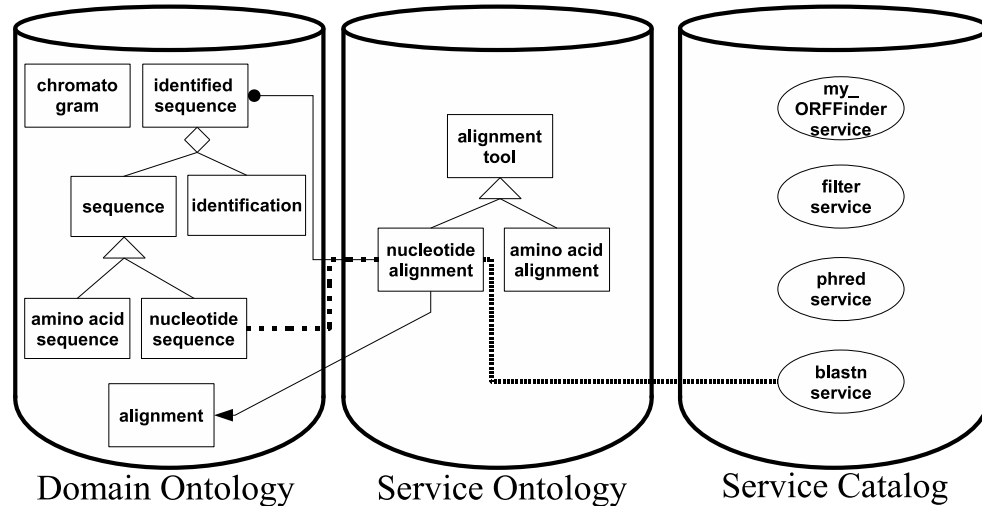 chromato
gram
identified
sequence
sequence
identification
amino acid
sequence
nucleotide
sequence
alignment
Domain Ontology
alignment
tool
nucleotide
alignment
amino acid
alignment
Service Ontology
my_
ORFFinder
service
filter
service
phred
service
blastn
service
Service Catalog